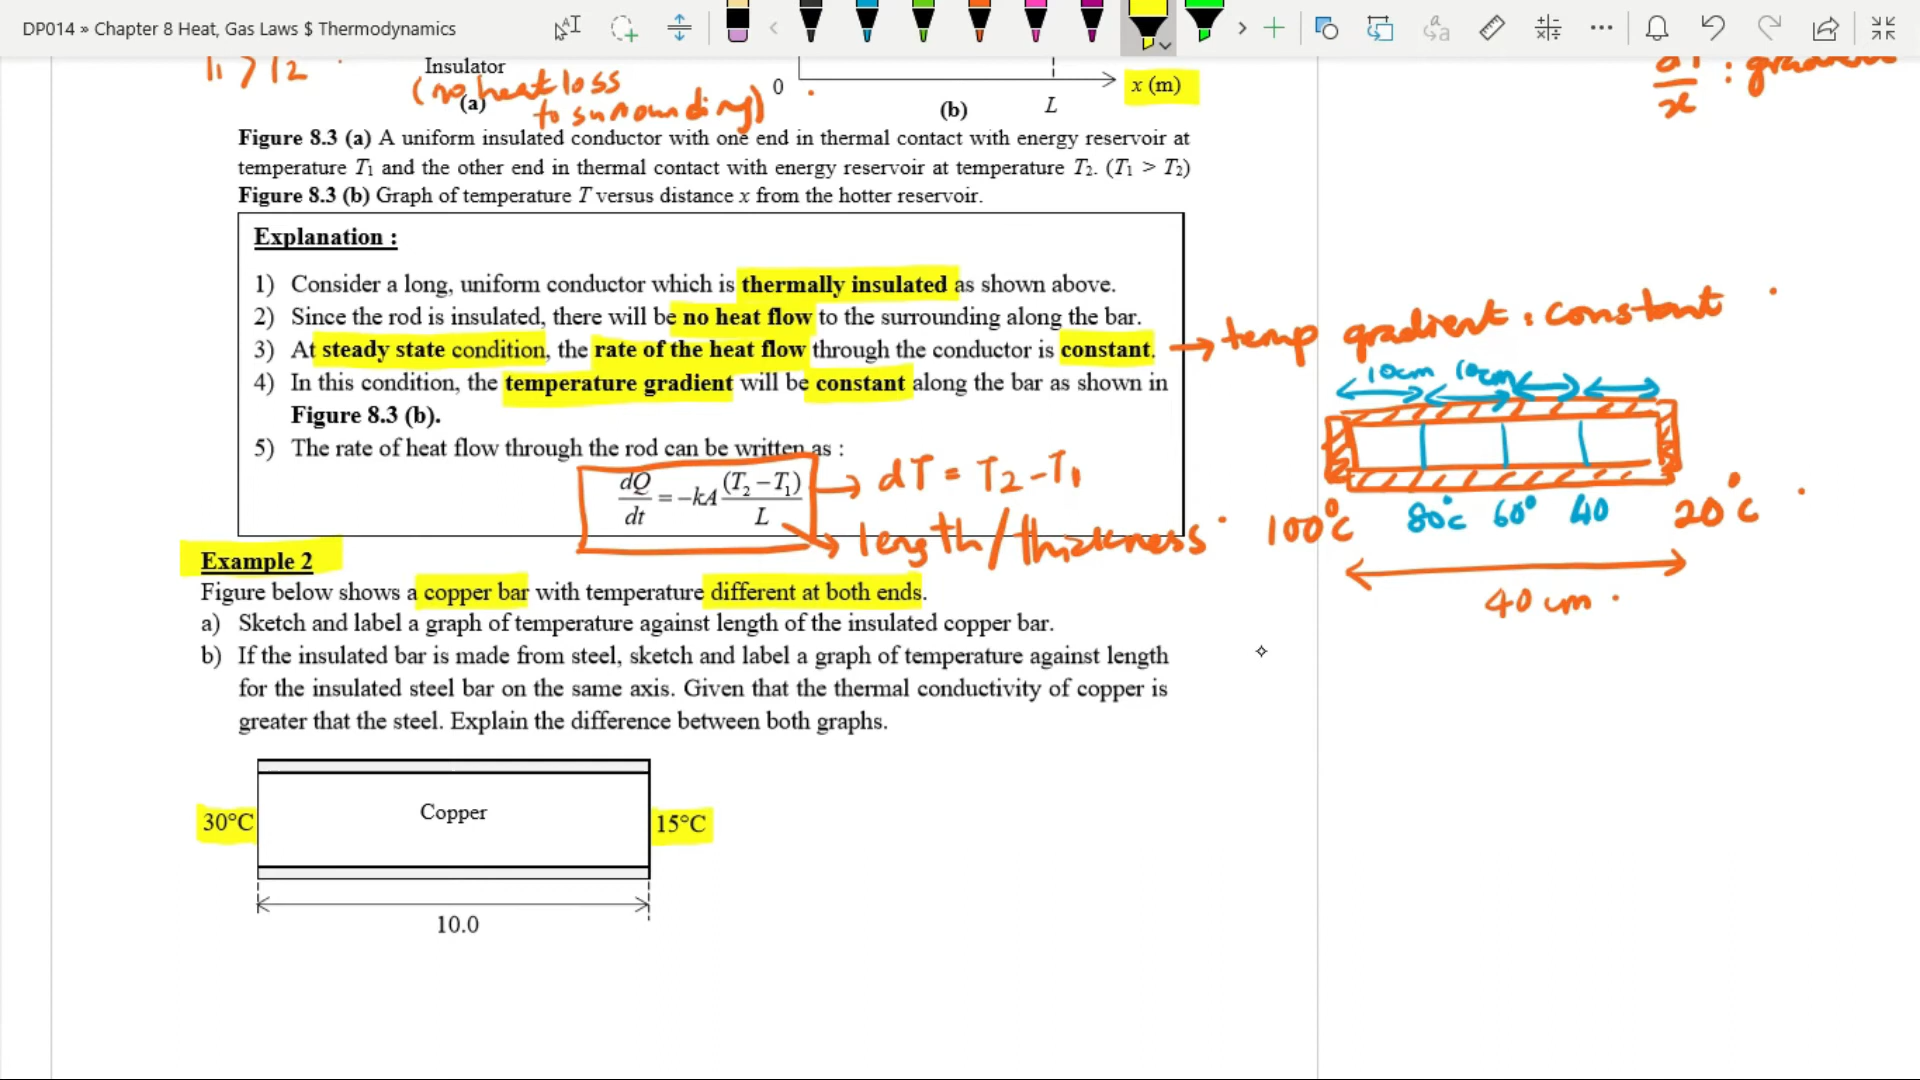 DP014 » Chapter 8 Heat, Gas Laws $ Thermodynamics
Insulator
(no heat loss
to surrounding)
(a)
0
(b)
L
x (m)
x
: gradient
Figure 8.3 (a) A uniform insulated conductor with one end in thermal contact with energy reservoir at
temperature T1 and the other end in thermal contact with energy reservoir at temperature T2. (T1 > T2)
Figure 8.3 (b) Graph of temperature T versus distance x from the hotter reservoir.
Explanation :
1) Consider a long, uniform conductor which is thermally insulated as shown above.
2) Since the rod is insulated, there will be no heat flow to the surrounding along the bar.
3) At steady state condition, the rate of the heat flow through the conductor is constant.
→ temp gradient : constant
4) In this condition, the temperature gradient will be constant along the bar as shown in
Figure 8.3 (b).
5) The rate of heat flow through the rod can be written as :
dQ/dt = -kA (T2 - T1)/L
→ dT = T2 - T1
→ length/thickness
10cm 10cm
100°C 80°C 60° 40 20°C
40 cm
Example 2
Figure below shows a copper bar with temperature different at both ends.
a) Sketch and label a graph of temperature against length of the insulated copper bar.
b) If the insulated bar is made from steel, sketch and label a graph of temperature against length
for the insulated steel bar on the same axis. Given that the thermal conductivity of copper is
greater that the steel. Explain the difference between both graphs.
30°C
Copper
15°C
10.0